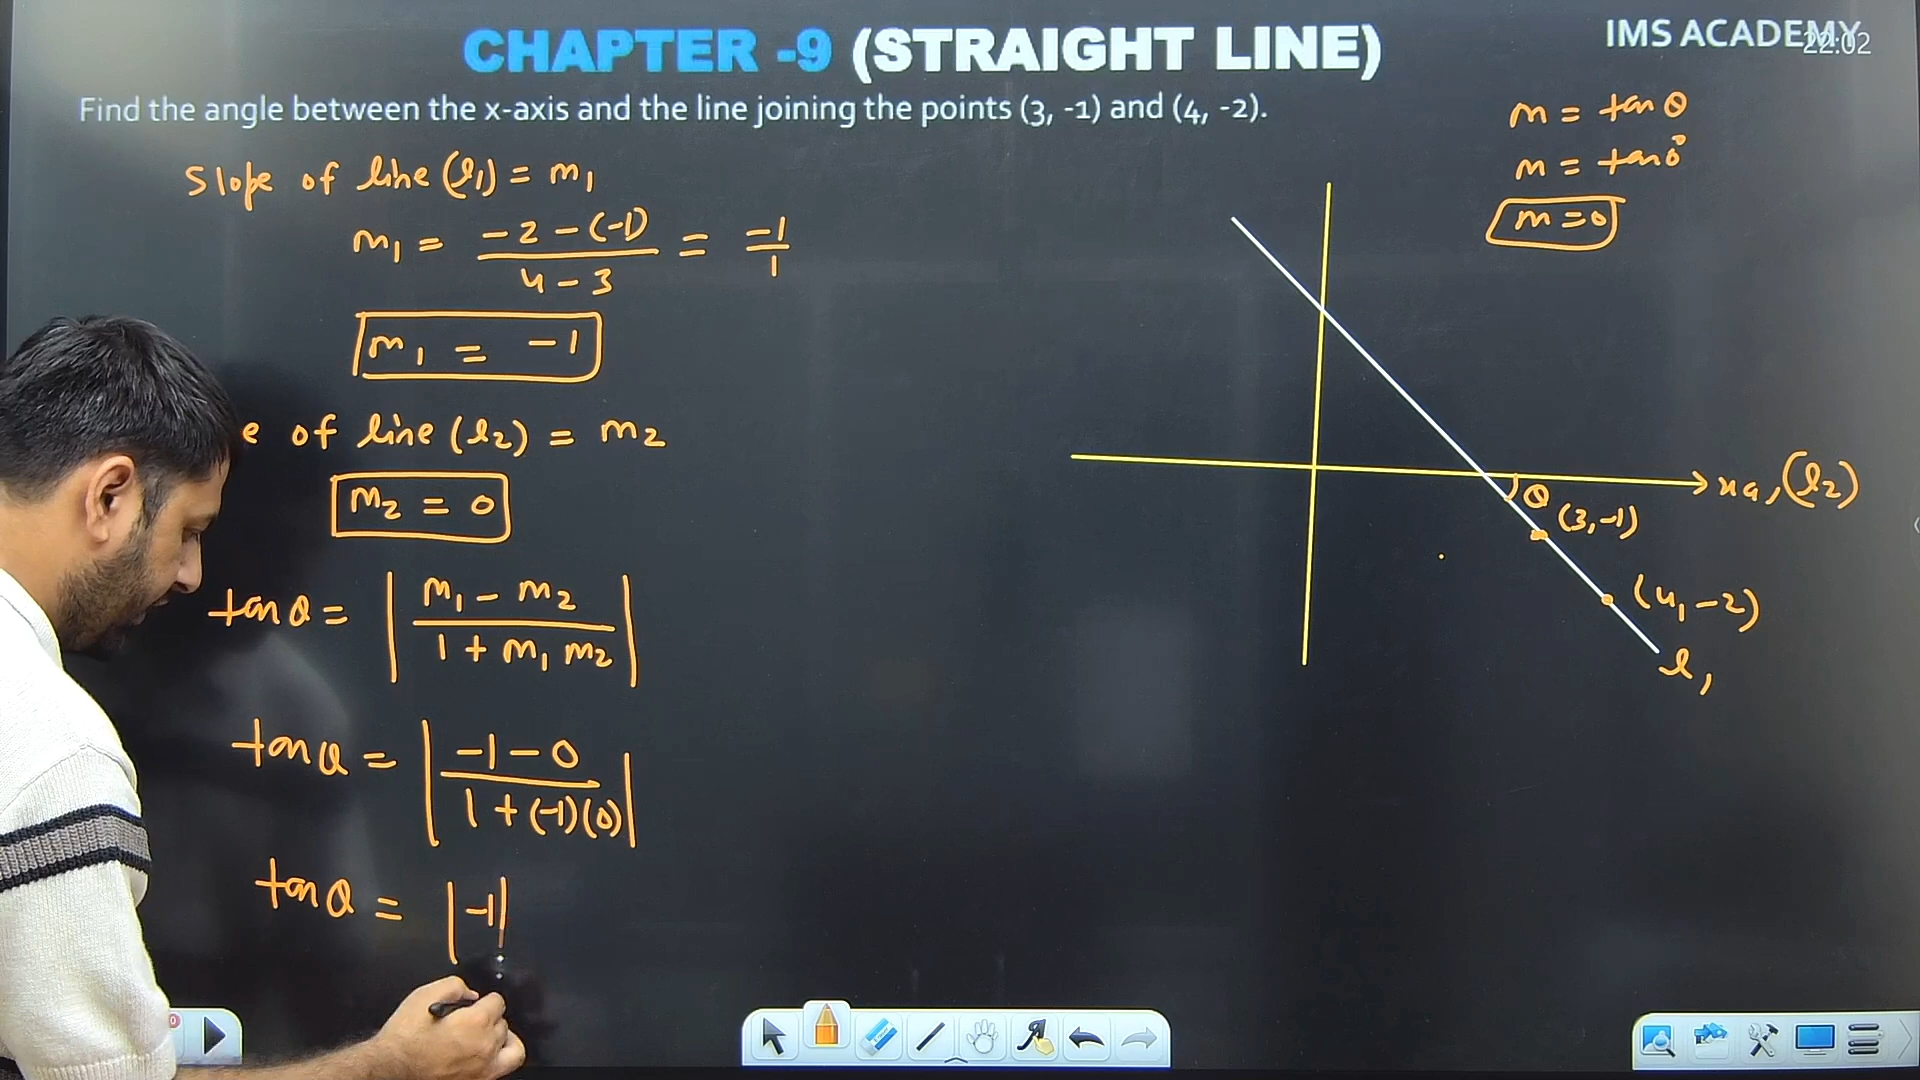 CHAPTER -9 (STRAIGHT LINE)
IMS ACADEMY
22:02
Find the angle between the x-axis and the line joining the points (3, -1) and (4, -2).
Slope of line (l₁) = m₁
m₁ = (-2 - (-1)) / (4 - 3) = -1/1
m₁ = -1
e of line (l₂) = m₂
m₂ = 0
tan θ = | (m₁ - m₂) / (1 + m₁ m₂) |
tan θ = | (-1 - 0) / (1 + (-1)(0)) |
tan θ = |-1|
m = tan θ
m = tan 0°
m = 0
(l₂)
θ
(3, -1)
(4, -2)
l₁